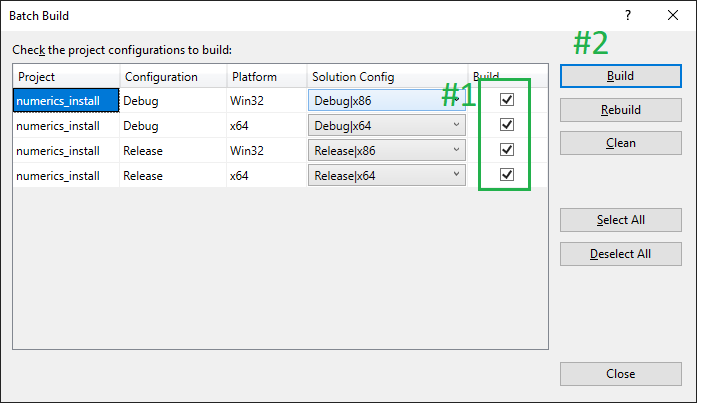 Batch Build
?
Check the project configurations to build:
#2
Project Configuration Platform Solution Config Build
#1
numerics_install Debug Win32 Debug|x86
numerics_install Debug x64 Debug|x64
numerics_install Release Win32 Release|x86
numerics_install Release x64 Release|x64
Build
Rebuild
Clean
Select All
Deselect All
Close